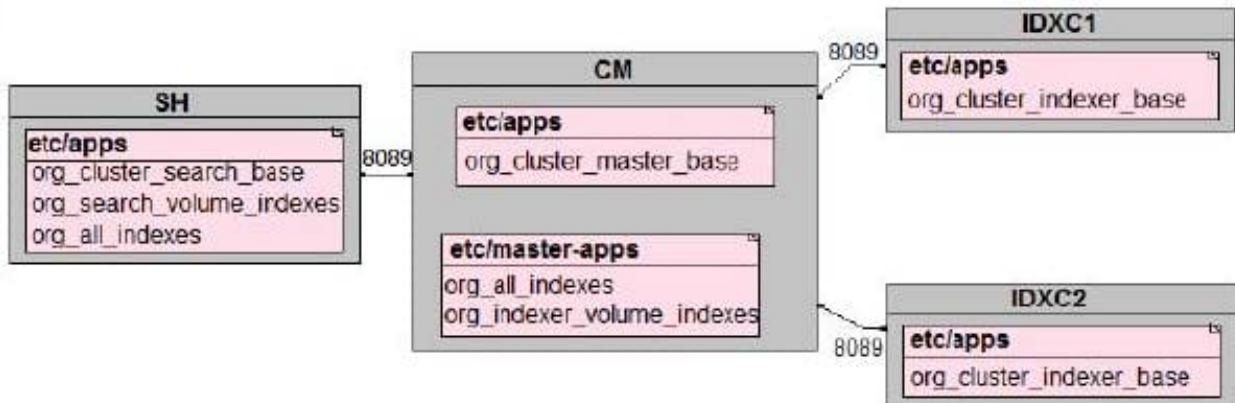 SH
etc/apps
org_cluster_search_base
org_search_volume_indexes
org_all_indexes
8089
CM
etc/apps
org_cluster_master_base
etc/master-apps
org_all_indexes
org_indexer_volume_indexes
8089
IDXC1
etc/apps
org_cluster_indexer_base
8089
IDXC2
etc/apps
org_cluster_indexer_base